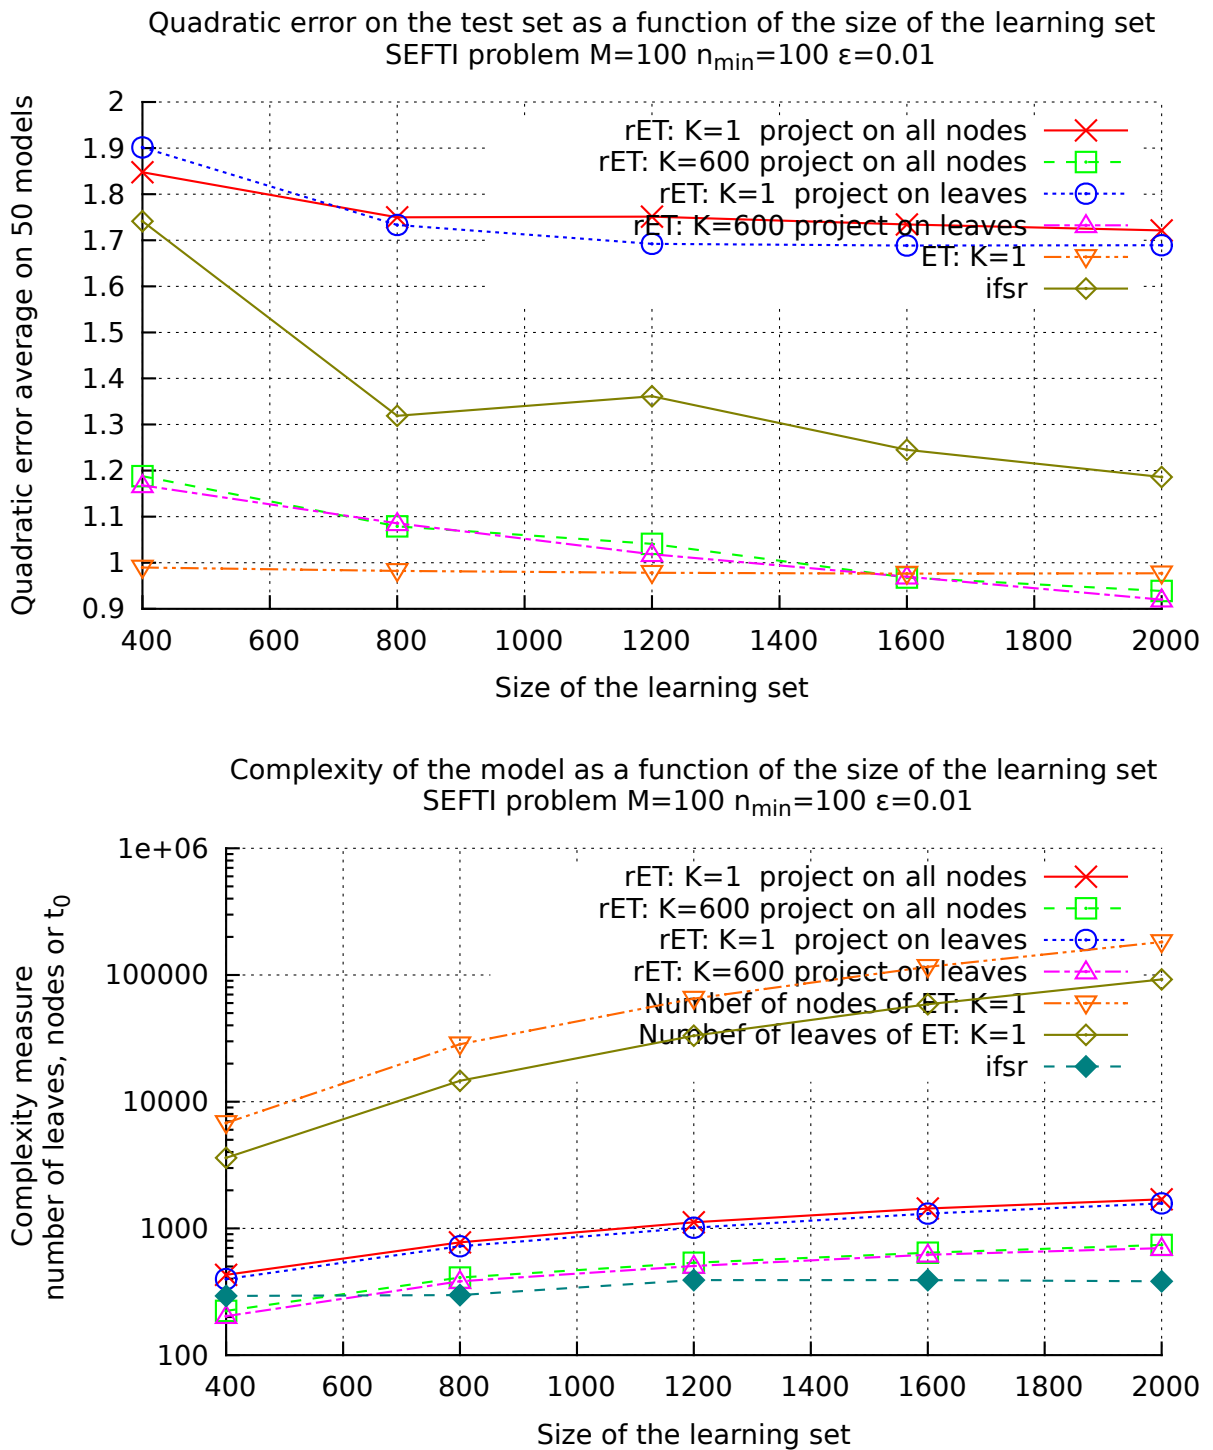 Quadratic error on the test set as a function of the size of the learning set
SEFTI problem M=100 n_min=100 ε=0.01
Quadratic error average on 50 models
2
1.9
1.8
1.7
1.6
1.5
1.4
1.3
1.2
1.1
1
0.9
rET: K=1  project on all nodes
rET: K=600 project on all nodes
rET: K=1  project on leaves
rET: K=600 project on leaves
ET: K=1
ifsr
400 600 800 1000 1200 1400 1600 1800 2000
Size of the learning set
Complexity of the model as a function of the size of the learning set
SEFTI problem M=100 n_min=100 ε=0.01
Complexity measure
number of leaves, nodes or t_0
1e+06
100000
10000
1000
100
rET: K=1  project on all nodes
rET: K=600 project on all nodes
rET: K=1  project on leaves
rET: K=600 project on leaves
Numbef of nodes of ET: K=1
Numbef of leaves of ET: K=1
ifsr
400 600 800 1000 1200 1400 1600 1800 2000
Size of the learning set